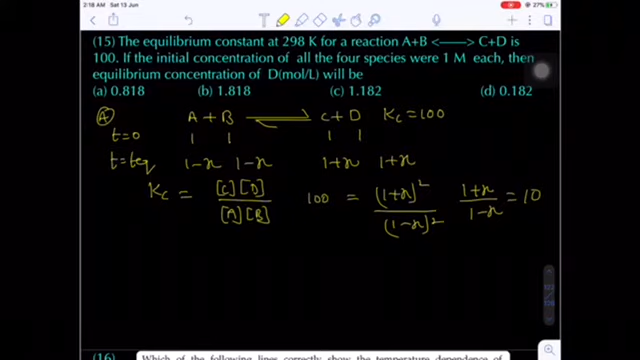 2:18 AM Sat 13 Jun
27%
(15) The equilibrium constant at 298 K for a reaction A+B <——> C+D is
100. If the initial concentration of all the four species were 1 M each, then
equilibrium concentration of D(mol/L) will be
(a) 0.818 (b) 1.818 (c) 1.182 (d) 0.182
(A) A + B ⇌ C + D Kc = 100
t=0 1 1 1 1
t=teq 1-x 1-x 1+x 1+x
Kc = [C][D] / [A][B] 100 = (1+x)² / (1-x)² 1+x / 1-x = 10
(16) Which of the following lines correctly show the temperature dependence of